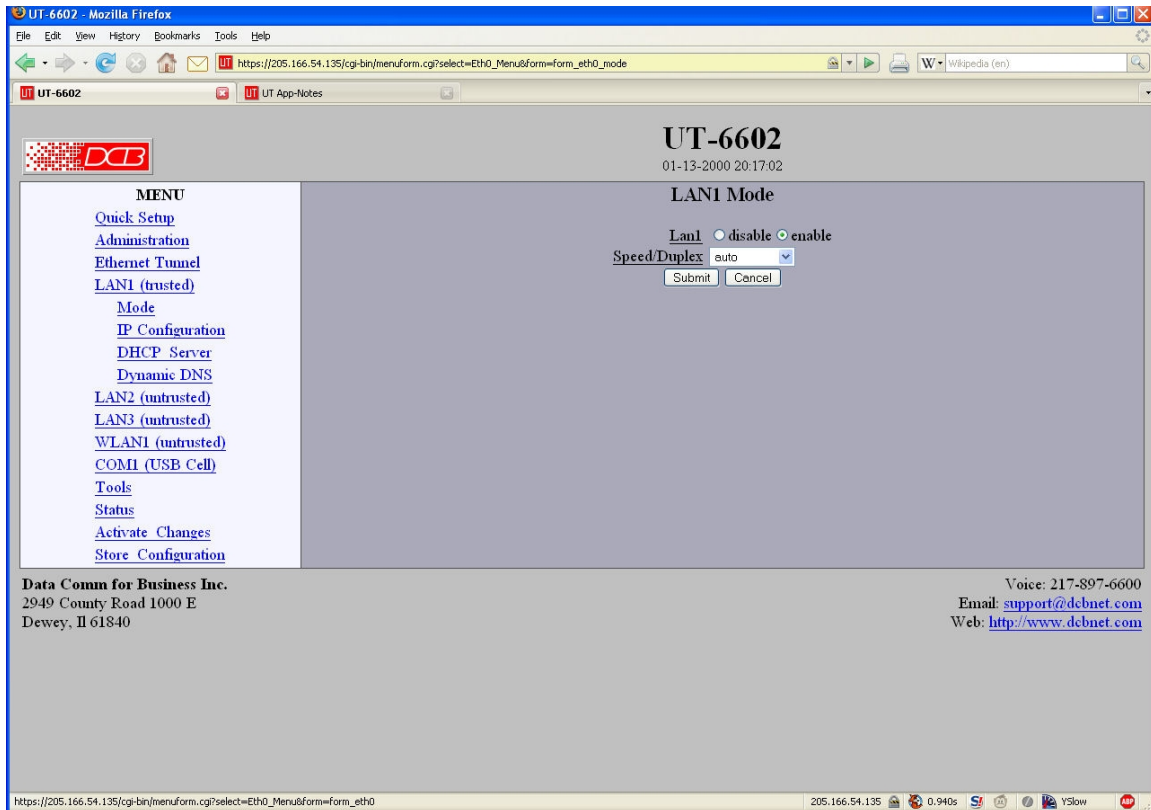 UT-6602 - Mozilla Firefox
File Edit View History Bookmarks Tools Help
UT https://205.166.54.135/cgi-bin/menuform.cgi?select=Eth0_Menu&form=form_eth0_mode W Wikipedia (en)
UT UT-6602 UT UT App-Notes
DCB
UT-6602
01-13-2000 20:17:02
MENU
Quick Setup
Administration
Ethernet Tunnel
LAN1 (trusted)
Mode
IP Configuration
DHCP Server
Dynamic DNS
LAN2 (untrusted)
LAN3 (untrusted)
WLAN1 (untrusted)
COM1 (USB Cell)
Tools
Status
Activate Changes
Store Configuration
LAN1 Mode
Lan1 disable enable
Speed/Duplex auto
Submit Cancel
Data Comm for Business Inc.
2949 County Road 1000 E
Dewey, Il 61840
Voice: 217-897-6600
Email: support@dcbnet.com
Web: http://www.dcbnet.com
https://205.166.54.135/cgi-bin/menuform.cgi?select=Eth0_Menu&form=form_eth0 205.166.54.135 0.940s S YSlow ABP